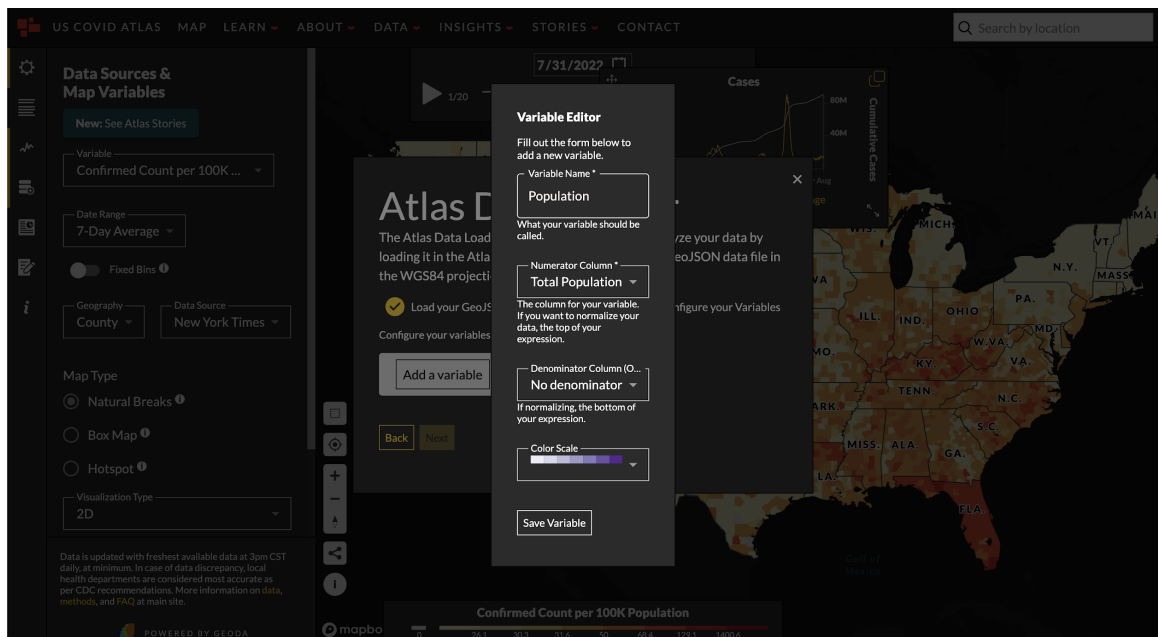 US COVID ATLAS MAP LEARN ABOUT DATA INSIGHTS STORIES CONTACT
Search by location
Data Sources &
Map Variables
New: See Atlas Stories
Variable
Confirmed Count per 100K ...
Date Range
7-Day Average
Fixed Bins
Geography
County
Data Source
New York Times
Map Type
Natural Breaks
Box Map
Hotspot
Visualization Type
2D
Data is updated with freshest available data at 3pm CST
daily, at minimum. In case of data discrepancy, local
health departments are considered most accurate as
per CDC recommendations. More information on data,
methods, and FAQ at main site.
POWERED BY GEODA
7/31/2022
1/20
Cases
80M
40M
Cumulative Cases
Aug
Atlas D
The Atlas Data Load
yze your data by
loading it in the Atla
eoJSON data file in
the WGS84 projecti
Load your GeoJS
nfigure your Variables
Configure your variables
Add a variable
Back
Next
Variable Editor
Fill out the form below to
add a new variable.
Variable Name *
Population
What your variable should be
called.
Numerator Column *
Total Population
The column for your variable.
If you want to normalize your
data, the top of your
expression.
Denominator Column (O...
No denominator
If normalizing, the bottom of
your expression.
Color Scale
Save Variable
WIS.
MICH.
MAI
VT.
N.Y.
MASS
PA.
OHIO
ILL.
IND.
MD
W.VA.
VA.
MO.
KY.
TENN.
N.C.
ARK.
S.C.
MISS.
ALA.
GA.
LA.
FLA.
Gulf of
Mexico
mapbo
Confirmed Count per 100K Population
0 26.1 30.3 31.6 50 68.4 129.1 1400.6